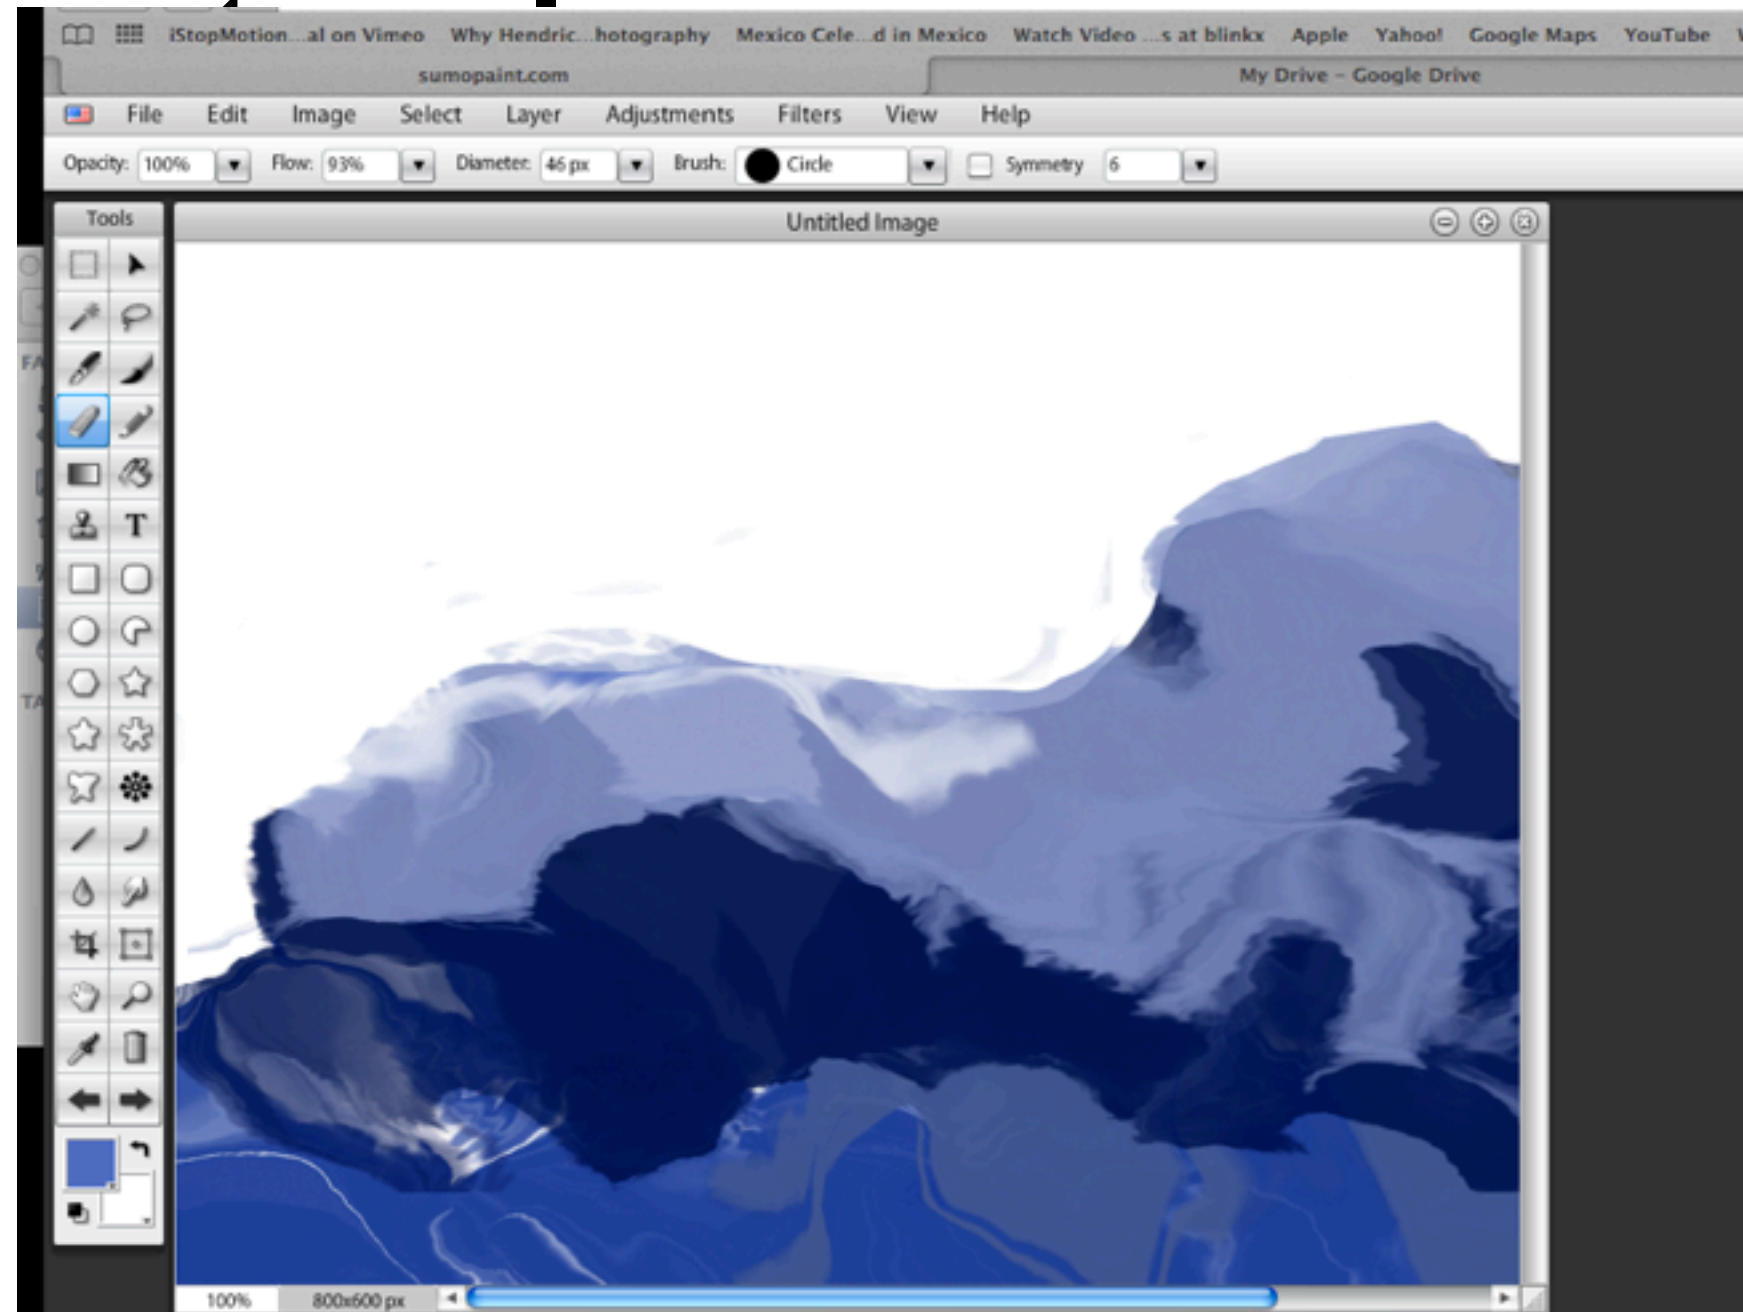 iStopMotion...al on Vimeo Why Hendric...hotography Mexico Cele...d in Mexico Watch Video ...s at blinkx Apple Yahoo! Google Maps YouTube
sumopaint.com My Drive – Google Drive
File Edit Image Select Layer Adjustments Filters View Help
Opacity: 100% Flow: 93% Diameter: 46 px Brush: Circle Symmetry 6
Tools
Untitled Image
FA
T
TA
100% 800x600 px